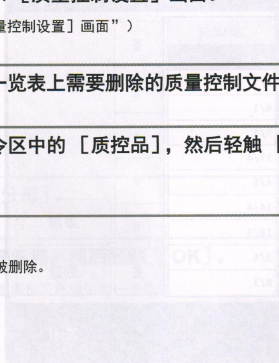 量控制设置］画面”）
一览表上需要删除的质量控制文件
令区中的［质控品］，然后轻触［
被删除。